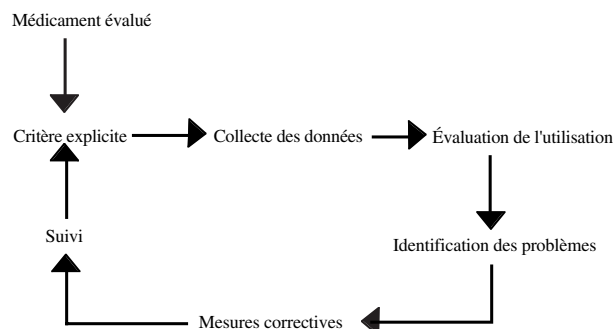 Médicament évalué
Critère explicite
Collecte des données
Évaluation de l'utilisation
Identification des problèmes
Mesures correctives
Suivi